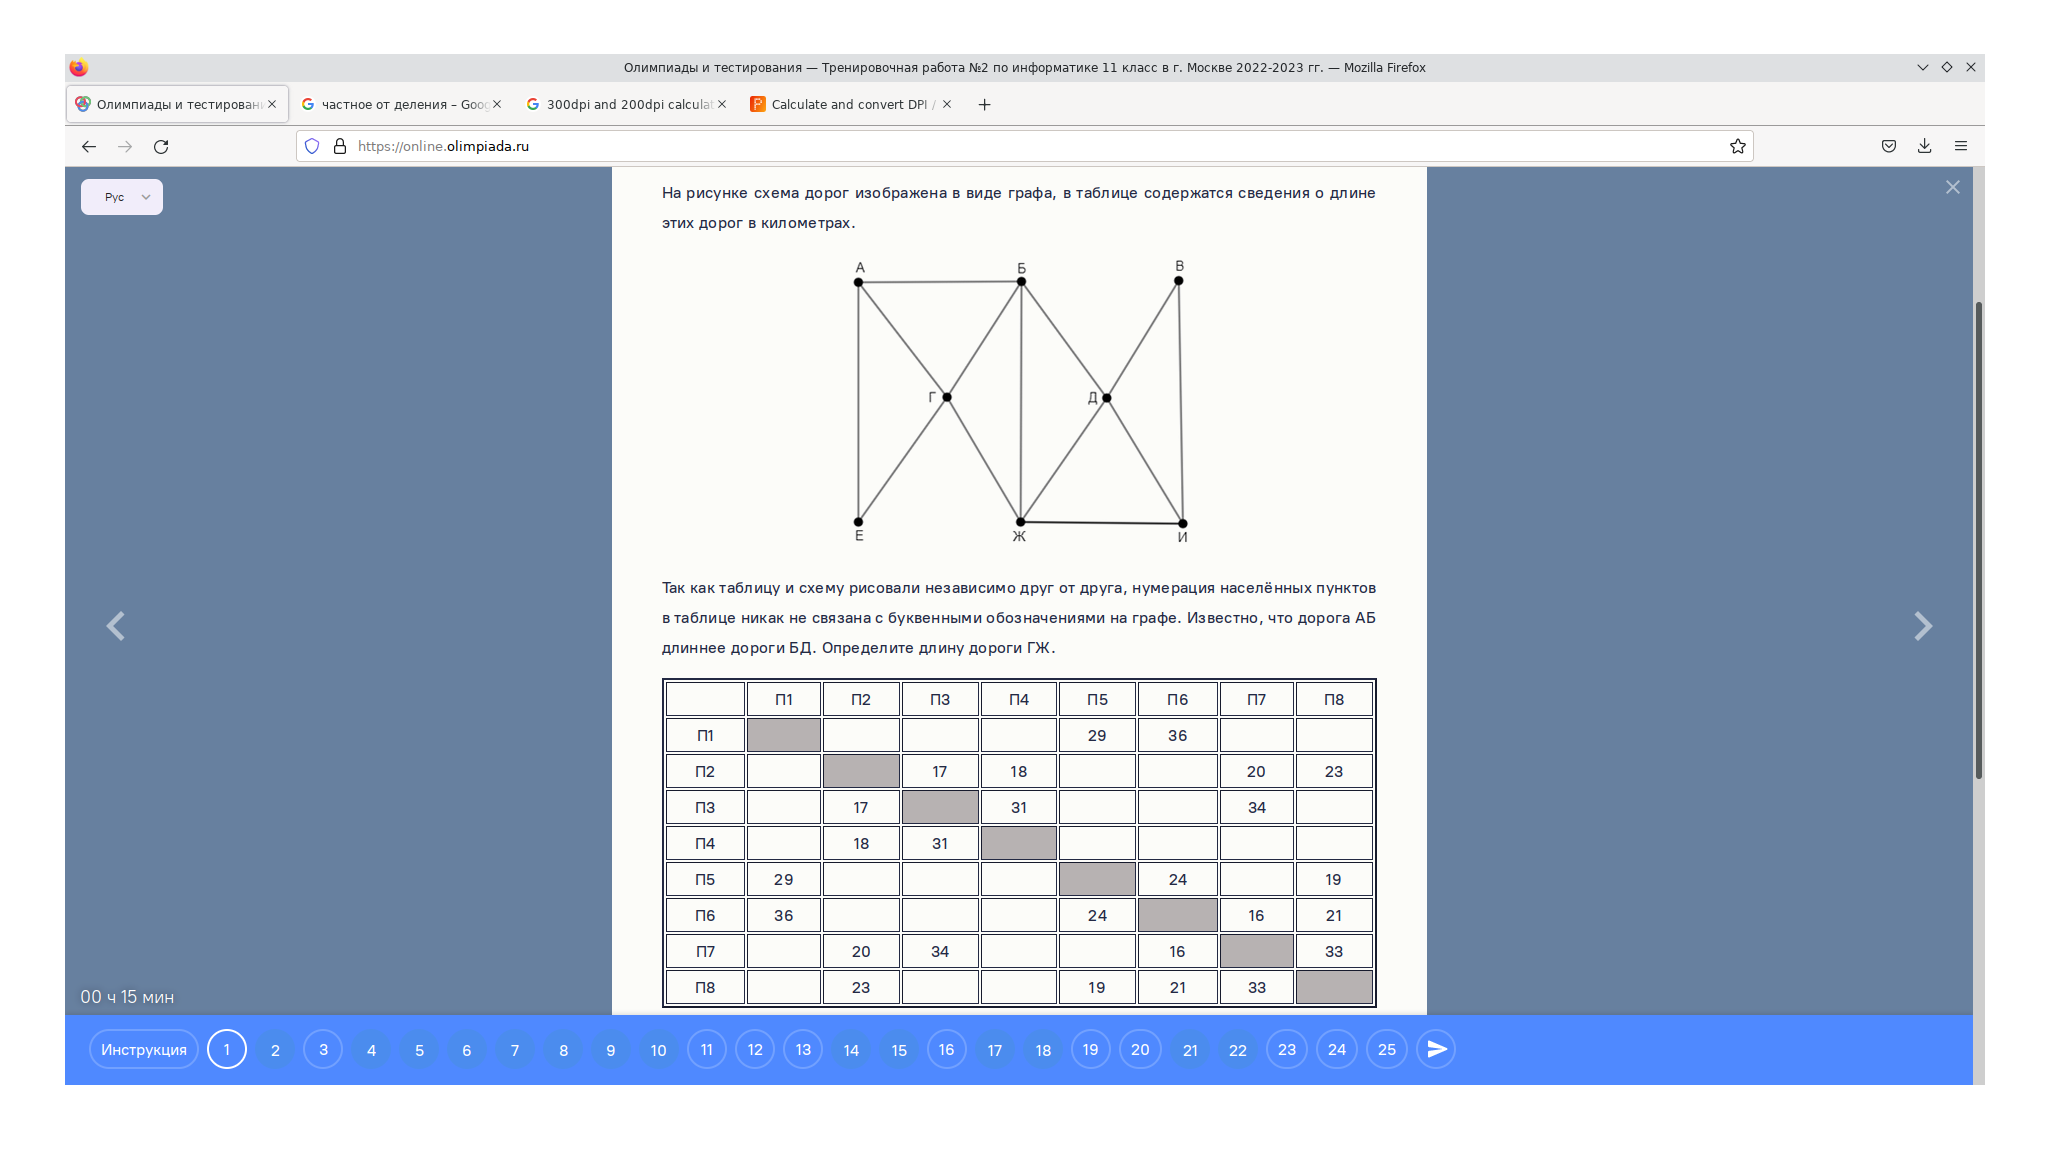 Олимпиады и тестирования — Тренировочная работа №2 по информатике 11 класс в г. Москве 2022-2023 гг. — Mozilla Firefox
Олимпиады и тестирован
частное от деления – Goog
300dpi and 200dpi calculat
Calculate and convert DPI /
https://online.olimpiada.ru
Рус
На рисунке схема дорог изображена в виде графа, в таблице содержатся сведения о длине
этих дорог в километрах.
А Б В
Г Д
Е Ж И
Так как таблицу и схему рисовали независимо друг от друга, нумерация населённых пунктов
в таблице никак не связана с буквенными обозначениями на графе. Известно, что дорога АБ
длиннее дороги БД. Определите длину дороги ГЖ.
П1 П2 П3 П4 П5 П6 П7 П8
П1 29 36
П2 17 18 20 23
П3 17 31 34
П4 18 31
П5 29 24 19
П6 36 24 16 21
П7 20 34 16 33
П8 23 19 21 33
00 ч 15 мин
Инструкция 1 2 3 4 5 6 7 8 9 10 11 12 13 14 15 16 17 18 19 20 21 22 23 24 25